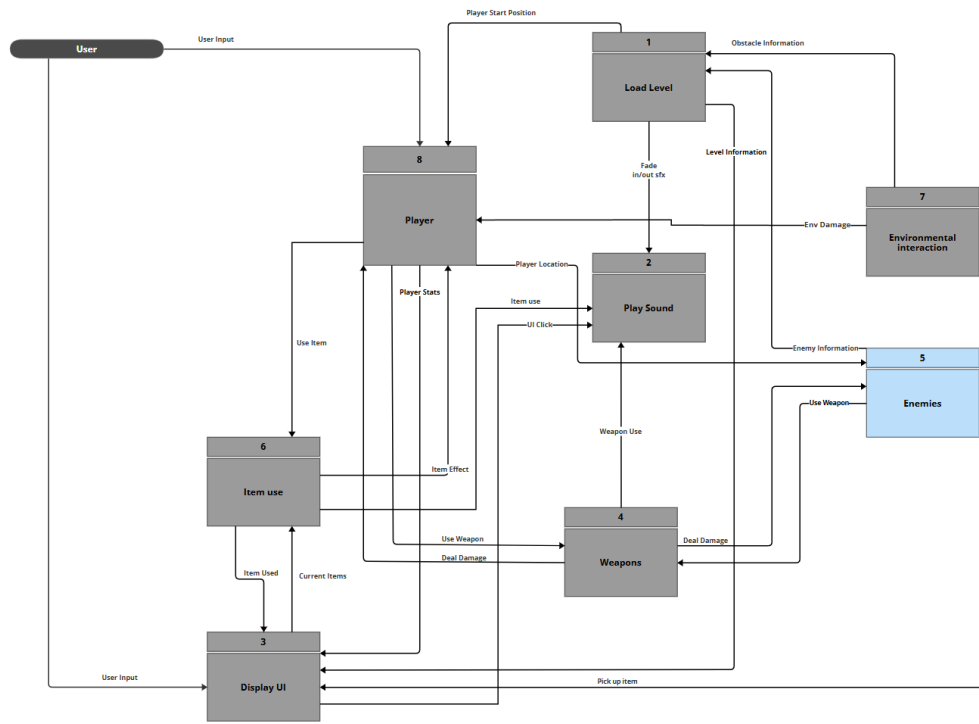 Player Start Position
User Input
User
1
Load Level
Obstacle Information
Level Information
Fade
in/out sfx
8
Player
7
Environmental
interaction
Env Damage
Player Location
2
Play Sound
Player Stats
Item use
UI Click
Use Item
Enemy Information
5
Enemies
Use Weapon
Weapon Use
6
Item use
Item Effect
4
Weapons
Use Weapon
Deal Damage
Deal Damage
Item Used
Current Items
3
Display UI
User Input
Pick up item